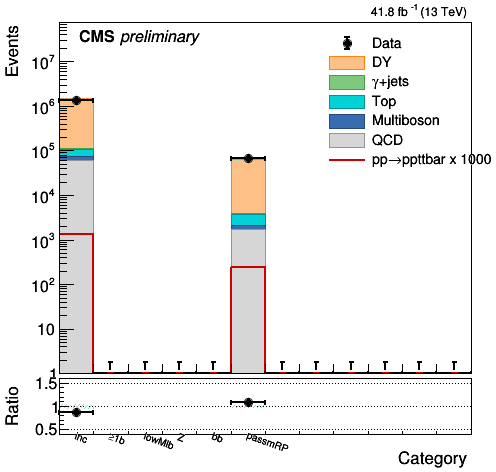 41.8 fb⁻¹ (13 TeV)
CMS preliminary
Events
Data
DY
γ+jets
Top
Multiboson
QCD
pp→ppttbar x 1000
10⁷
10⁶
10⁵
10⁴
10³
10²
10
1
Ratio
1.5
1
0.5
inc ≥1b lowMlb Z bb passmRP
Category